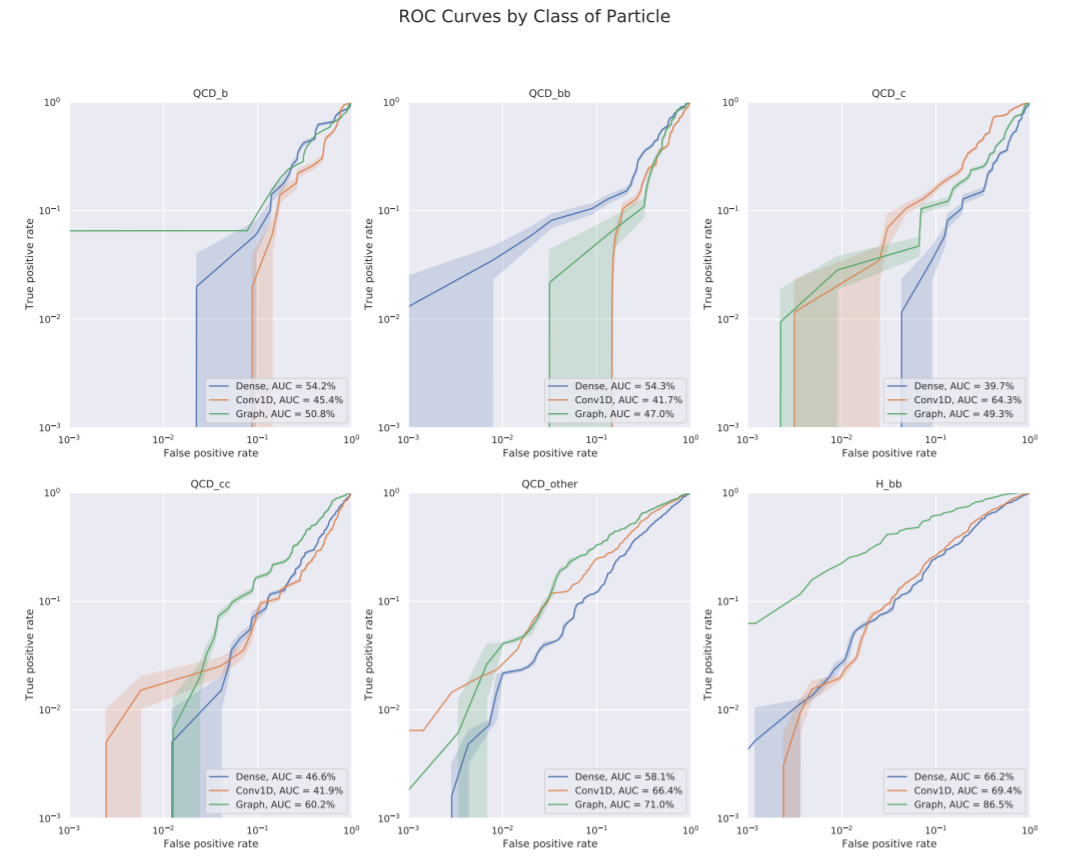 ROC Curves by Class of Particle
QCD_b
10⁰
10⁻¹
10⁻²
10⁻³
True positive rate
Dense, AUC = 54.2%
Conv1D, AUC = 45.4%
Graph, AUC = 50.8%
10⁻³ 10⁻² 10⁻¹ 10⁰
False positive rate
QCD_bb
10⁰
10⁻¹
10⁻²
10⁻³
True positive rate
Dense, AUC = 54.3%
Conv1D, AUC = 41.7%
Graph, AUC = 47.0%
10⁻³ 10⁻² 10⁻¹ 10⁰
False positive rate
QCD_c
10⁰
10⁻¹
10⁻²
10⁻³
True positive rate
Dense, AUC = 39.7%
Conv1D, AUC = 64.3%
Graph, AUC = 49.3%
10⁻³ 10⁻² 10⁻¹ 10⁰
False positive rate
QCD_cc
10⁰
10⁻¹
10⁻²
10⁻³
True positive rate
Dense, AUC = 46.6%
Conv1D, AUC = 41.9%
Graph, AUC = 60.2%
10⁻³ 10⁻² 10⁻¹ 10⁰
False positive rate
QCD_other
10⁰
10⁻¹
10⁻²
10⁻³
True positive rate
Dense, AUC = 58.1%
Conv1D, AUC = 66.4%
Graph, AUC = 71.0%
10⁻³ 10⁻² 10⁻¹ 10⁰
False positive rate
H_bb
10⁰
10⁻¹
10⁻²
10⁻³
True positive rate
Dense, AUC = 66.2%
Conv1D, AUC = 69.4%
Graph, AUC = 86.5%
10⁻³ 10⁻² 10⁻¹ 10⁰
False positive rate